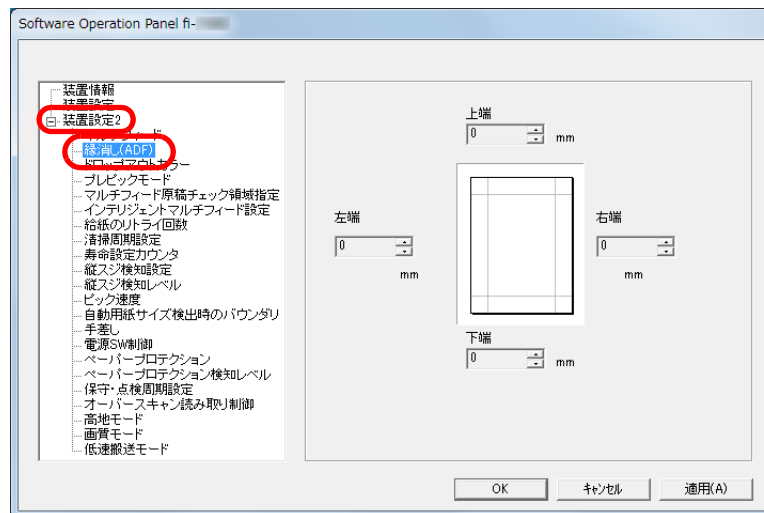 Software Operation Panel fi-
装置情報
装置設定
装置設定2
マルチフィード
縁消し(ADF)
ドロップアウトカラー
プレピックモード
マルチフィード原稿チェック領域指定
インテリジェントマルチフィード設定
給紙のリトライ回数
清掃周期設定
寿命設定カウンタ
縦スジ検知設定
縦スジ検知レベル
ピック速度
自動用紙サイズ検出時のバウンダリ
手差し
電源SW制御
ペーパープロテクション
ペーパープロテクション検知レベル
保守・点検周期設定
オーバースキャン読み取り制御
高地モード
画質モード
低速搬送モード
上端
0 mm
左端
0
mm
右端
0
mm
下端
0 mm
OK キャンセル 適用(A)